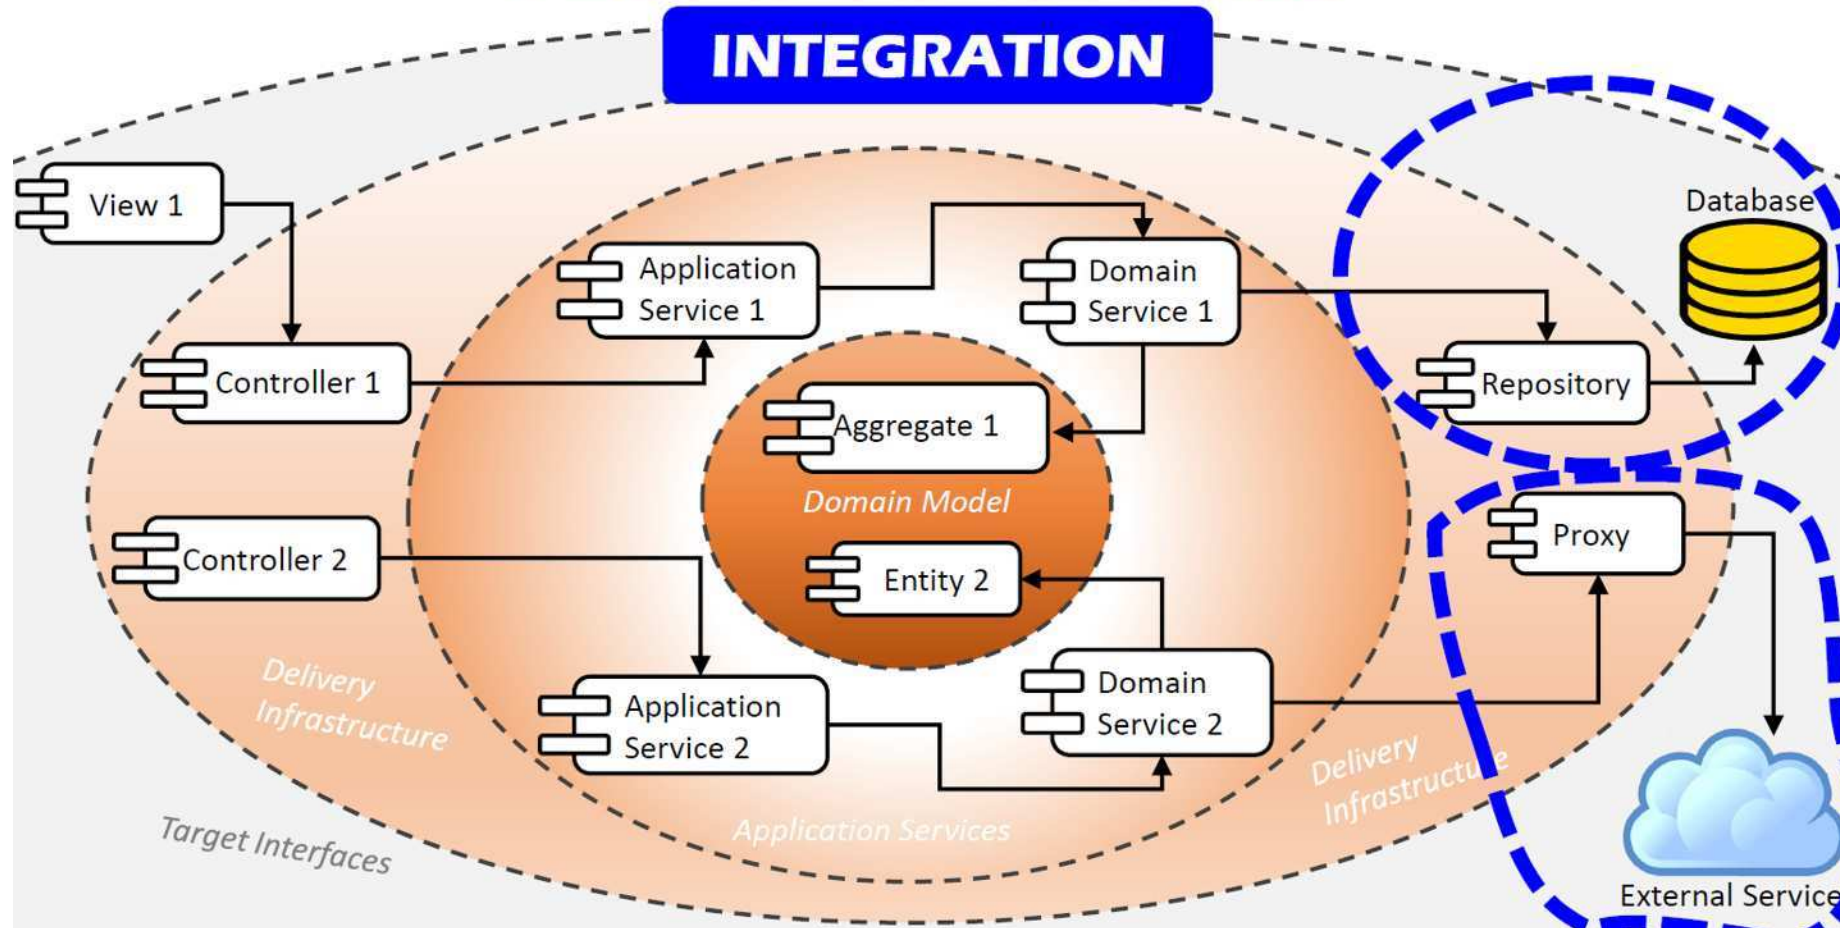 INTEGRATION
View 1
Database
Application
Service 1
Domain
Service 1
Controller 1
Repository
Aggregate 1
Domain Model
Controller 2
Entity 2
Proxy
Delivery
Infrastructure
Application
Service 2
Domain
Service 2
Delivery
Infrastructure
Target Interfaces
Application Services
External Service